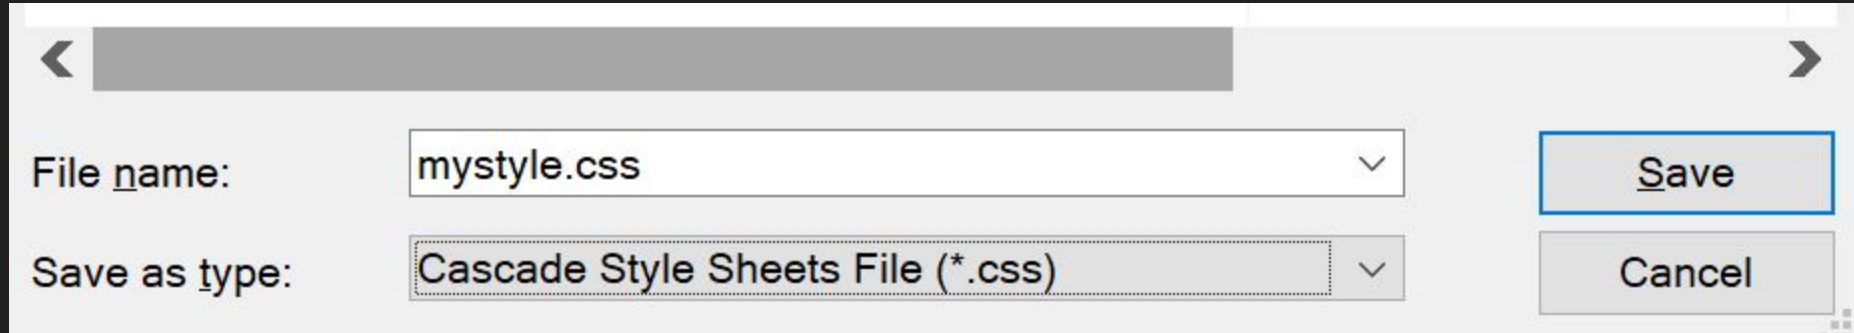 File name:
mystyle.css
Save
Save as type:
Cascade Style Sheets File (*.css)
Cancel